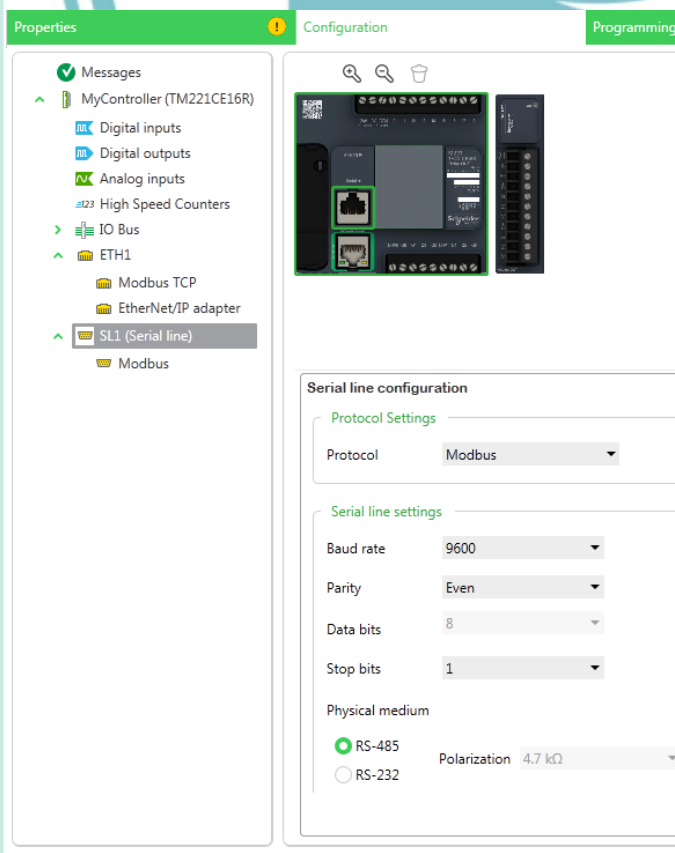 Properties
!
Configuration
Programming
Messages
MyController (TM221CE16R)
Digital inputs
Digital outputs
Analog inputs
123 High Speed Counters
IO Bus
ETH1
Modbus TCP
EtherNet/IP adapter
SL1 (Serial line)
Modbus
Schneider
Serial line configuration
Protocol Settings
Protocol Modbus
Serial line settings
Baud rate 9600
Parity Even
Data bits 8
Stop bits 1
Physical medium
RS-485
Polarization 4.7 kΩ
RS-232